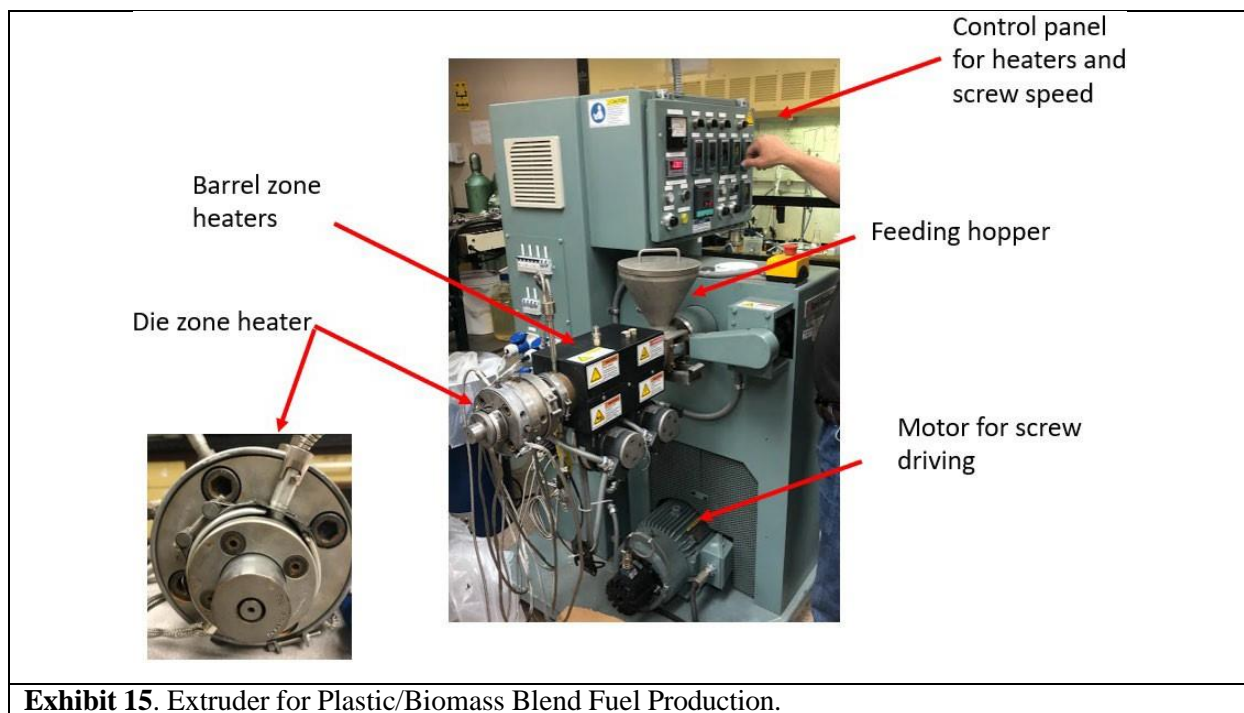 Control panel
for heaters and
screw speed
Barrel zone
heaters
Feeding hopper
Die zone heater
Motor for screw
driving
Exhibit 15. Extruder for Plastic/Biomass Blend Fuel Production.